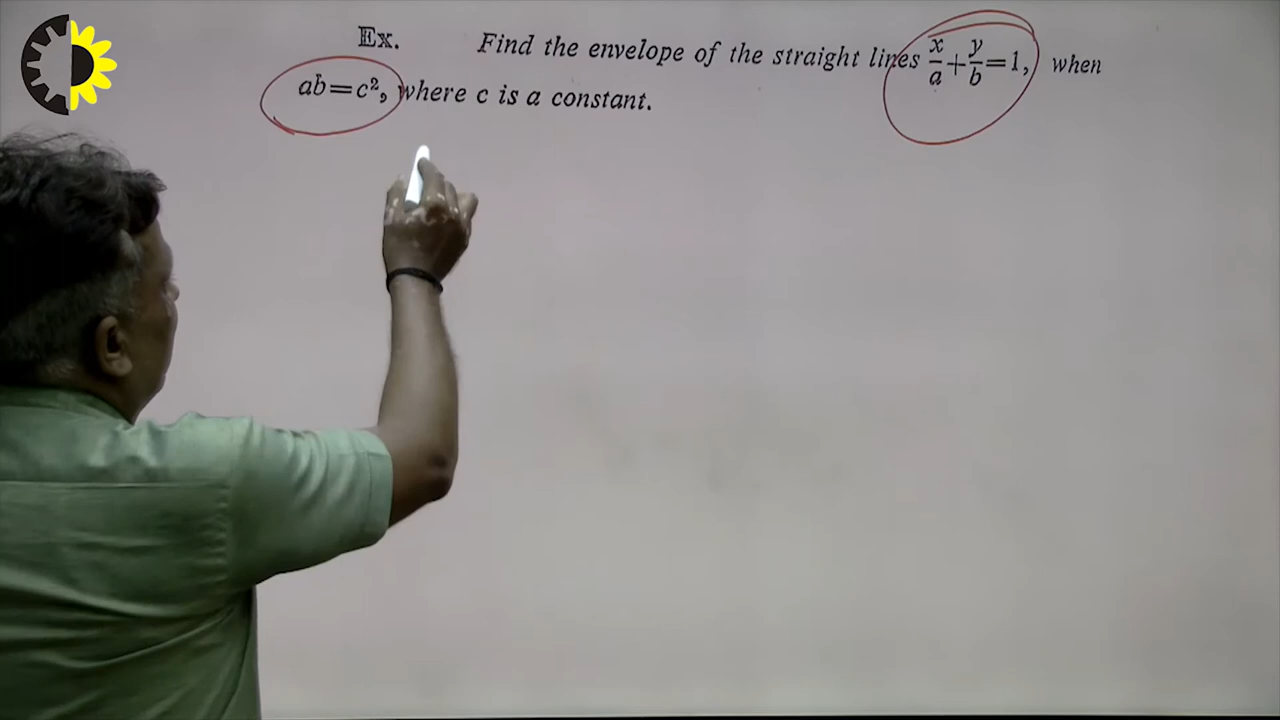 Ex. Find the envelope of the straight lines x/a + y/b = 1, when
ab=c², where c is a constant.